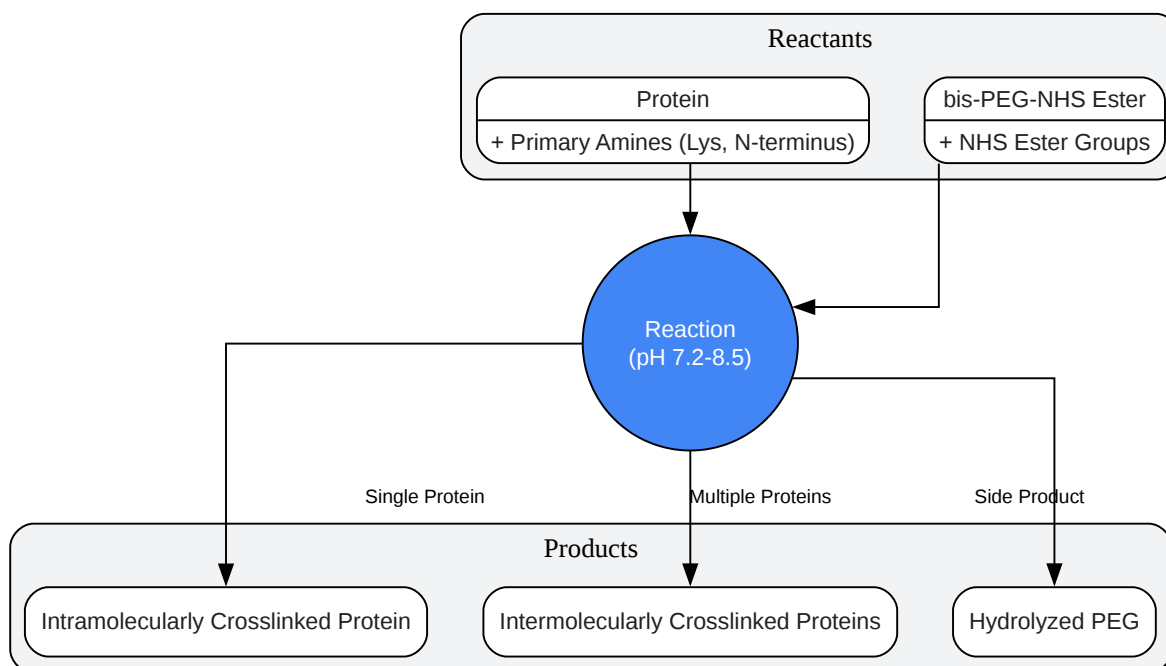 Reactants
Protein
+ Primary Amines (Lys, N-terminus)
bis-PEG-NHS Ester
+ NHS Ester Groups
Reaction
(pH 7.2-8.5)
Single Protein
Multiple Proteins
Side Product
Products
Intramolecularly Crosslinked Protein
Intermolecularly Crosslinked Proteins
Hydrolyzed PEG